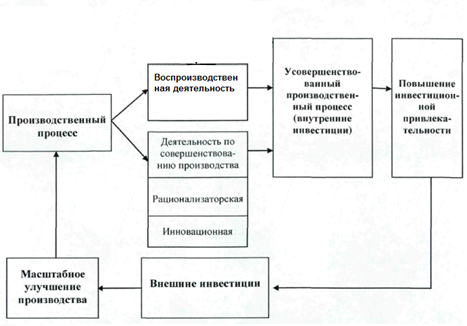 Производственный
процесс
Воспроизводствен
ная деятельность
Деятельность по
совершенствова-
нию производства
Рационализаторская
Инновационная
Усовершенство-
ванный
производствен-
ный процесс
(внутренние
инвестиции)
Повышение
инвестицион-
ной
привлека-
тельности
Внешние инвестиции
Масштабное
улучшение
производства